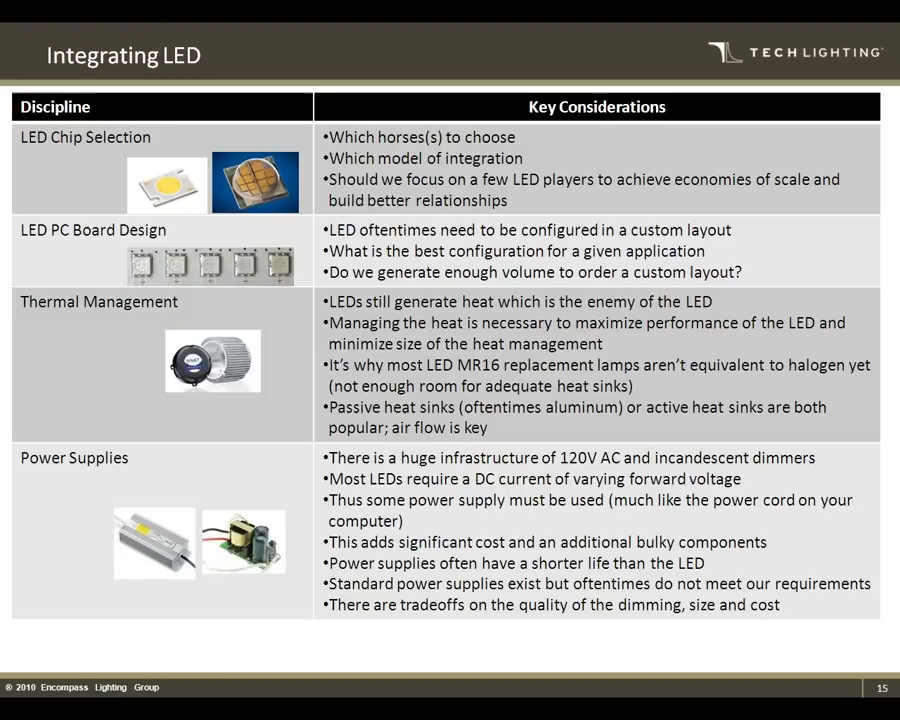 Integrating LED
TECH LIGHTING
Discipline
Key Considerations
LED Chip Selection
•Which horses(s) to choose
•Which model of integration
•Should we focus on a few LED players to achieve economies of scale and
build better relationships
LED PC Board Design
•LED oftentimes need to be configured in a custom layout
•What is the best configuration for a given application
•Do we generate enough volume to order a custom layout?
Thermal Management
•LEDs still generate heat which is the enemy of the LED
•Managing the heat is necessary to maximize performance of the LED and
minimize size of the heat management
•It’s why most LED MR16 replacement lamps aren’t equivalent to halogen yet
(not enough room for adequate heat sinks)
•Passive heat sinks (oftentimes aluminum) or active heat sinks are both
popular; air flow is key
Power Supplies
•There is a huge infrastructure of 120V AC and incandescent dimmers
•Most LEDs require a DC current of varying forward voltage
•Thus some power supply must be used (much like the power cord on your
computer)
•This adds significant cost and an additional bulky components
•Power supplies often have a shorter life than the LED
•Standard power supplies exist but oftentimes do not meet our requirements
•There are tradeoffs on the quality of the dimming, size and cost
® 2010 Encompass Lighting Group
15